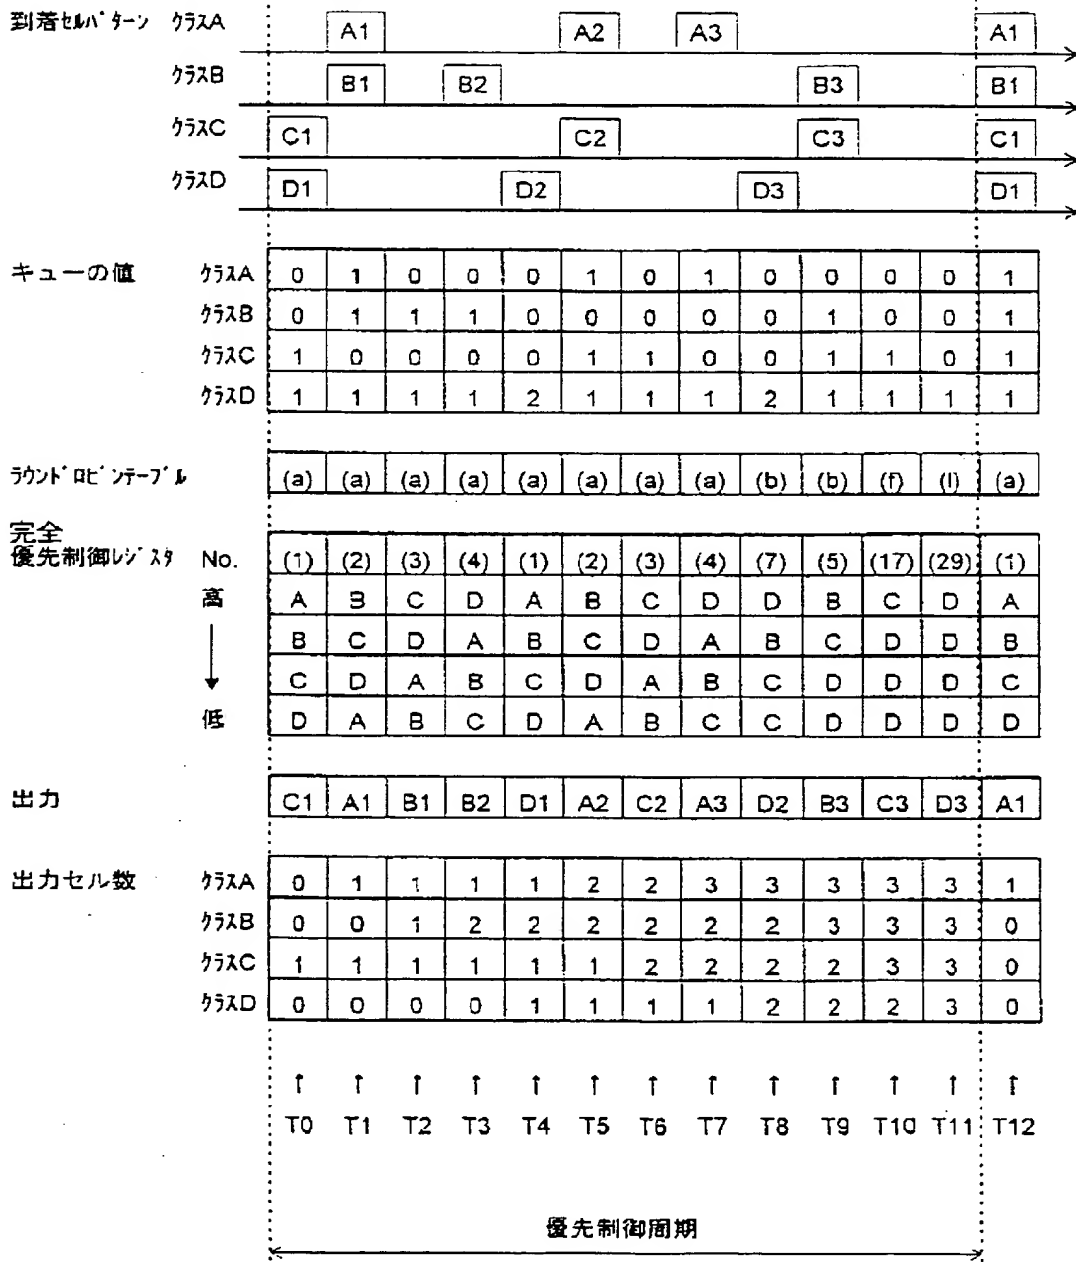 到着ｾﾙﾊﾟﾀｰﾝ ｸﾗｽA A1 A2 A3 A1
ｸﾗｽB B1 B2 B3 B1
ｸﾗｽC C1 C2 C3 C1
ｸﾗｽD D1 D2 D3 D1
キューの値 ｸﾗｽA 0 1 0 0 0 1 0 1 0 0 0 0 1
ｸﾗｽB 0 1 1 1 0 0 0 0 0 1 0 0 1
ｸﾗｽC 1 0 0 0 0 1 1 0 0 1 1 0 1
ｸﾗｽD 1 1 1 1 2 1 1 1 2 1 1 1 1
ﾗｳﾝﾄﾞﾛﾋﾞﾝﾃｰﾌﾞﾙ (a) (a) (a) (a) (a) (a) (a) (a) (b) (b) (f) (l) (a)
完全
優先制御ﾚｼﾞｽﾀ No. (1) (2) (3) (4) (1) (2) (3) (4) (7) (5) (17) (29) (1)
高 A B C D A B C D D B C D A
B C D A B C D A B C D D B
↓ C D A B C D A B C D D D C
低 D A B C D A B C C D D D D
出力 C1 A1 B1 B2 D1 A2 C2 A3 D2 B3 C3 D3 A1
出力セル数 ｸﾗｽA 0 1 1 1 1 2 2 3 3 3 3 3 1
ｸﾗｽB 0 0 1 2 2 2 2 2 2 3 3 3 0
ｸﾗｽC 1 1 1 1 1 1 2 2 2 2 3 3 0
ｸﾗｽD 0 0 0 0 1 1 1 1 2 2 2 3 0
↑ ↑ ↑ ↑ ↑ ↑ ↑ ↑ ↑ ↑ ↑ ↑ ↑
T0 T1 T2 T3 T4 T5 T6 T7 T8 T9 T10 T11 T12
優先制御周期